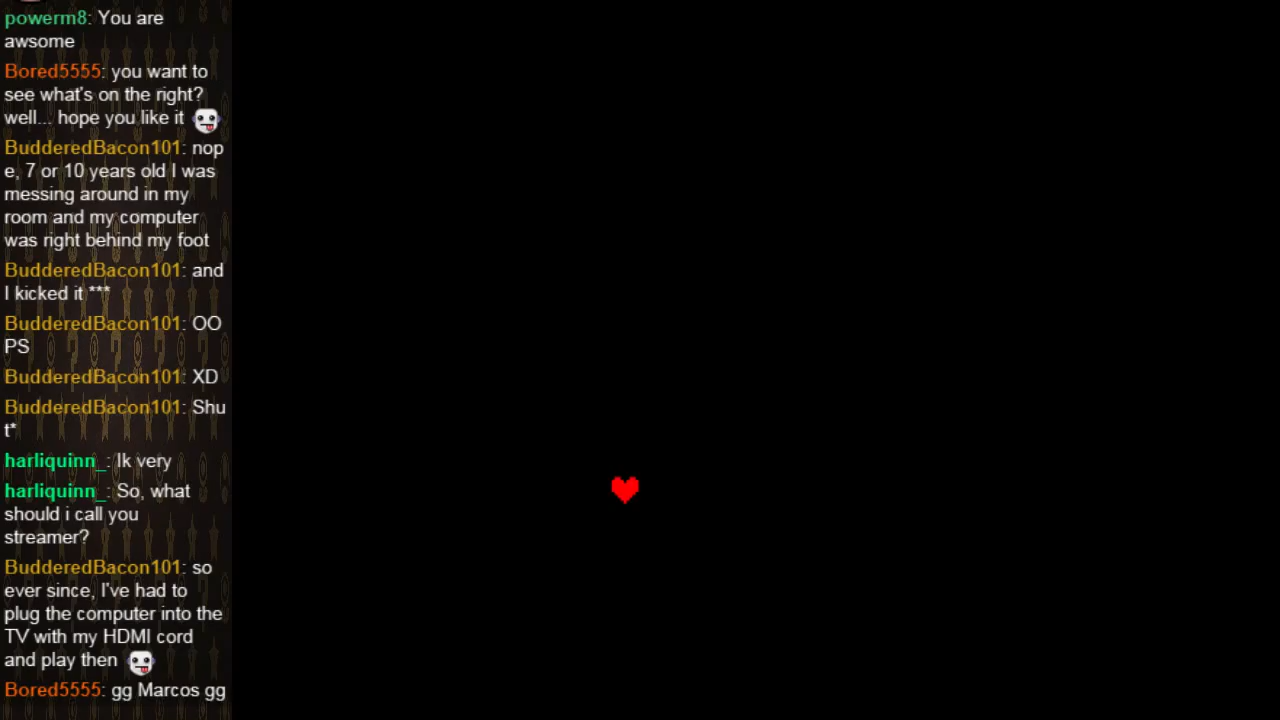 powerm8: You are
awsome
Bored5555: you want to
see what's on the right?
well... hope you like it
BudderedBacon101: nop
e, 7 or 10 years old I was
messing around in my
room and my computer
was right behind my foot
BudderedBacon101: and
I kicked it ***
BudderedBacon101: OO
PS
BudderedBacon101: XD
BudderedBacon101: Shu
t*
harliquinn_: Ik very
harliquinn_: So, what
should i call you
streamer?
BudderedBacon101: so
ever since, I've had to
plug the computer into the
TV with my HDMI cord
and play then
Bored5555: gg Marcos gg